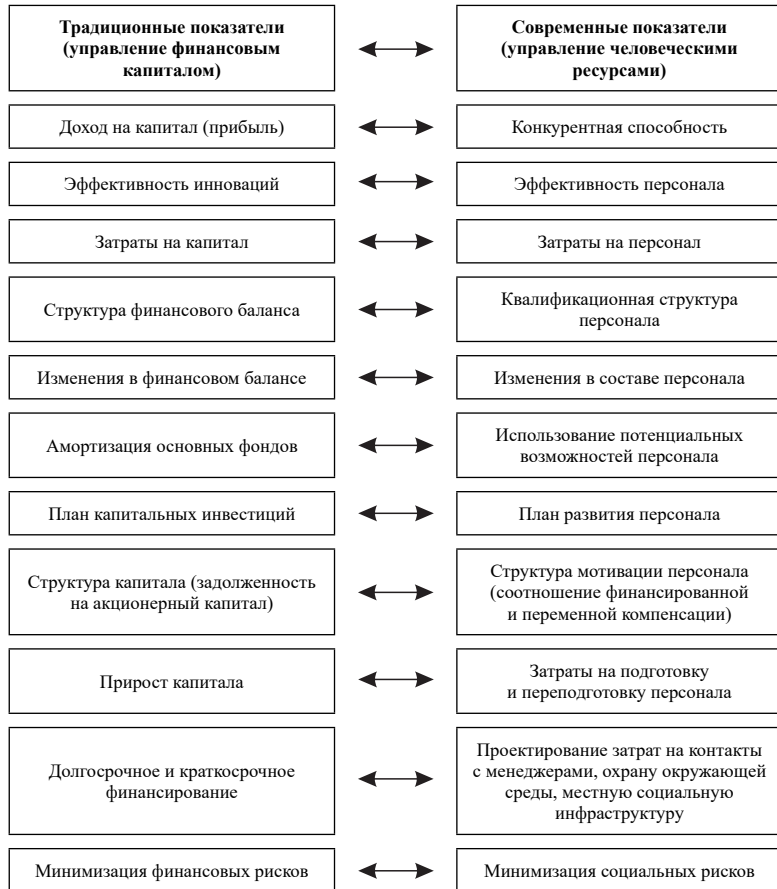 Традиционные показатели
(управление финансовым
капиталом)
Современные показатели
(управление человеческими
ресурсами)
Доход на капитал (прибыль)
Конкурентная способность
Эффективность инноваций
Эффективность персонала
Затраты на капитал
Затраты на персонал
Структура финансового баланса
Квалификационная структура
персонала
Изменения в финансовом балансе
Изменения в составе персонала
Амортизация основных фондов
Использование потенциальных
возможностей персонала
План капитальных инвестиций
План развития персонала
Структура капитала (задолженность
на акционерный капитал)
Структура мотивации персонала
(соотношение финансированной
и переменной компенсации)
Прирост капитала
Затраты на подготовку
и переподготовку персонала
Долгосрочное и краткосрочное
финансирование
Проектирование затрат на контакты
с менеджерами, охрану окружающей
среды, местную социальную
инфраструктуру
Минимизация финансовых рисков
Минимизация социальных рисков